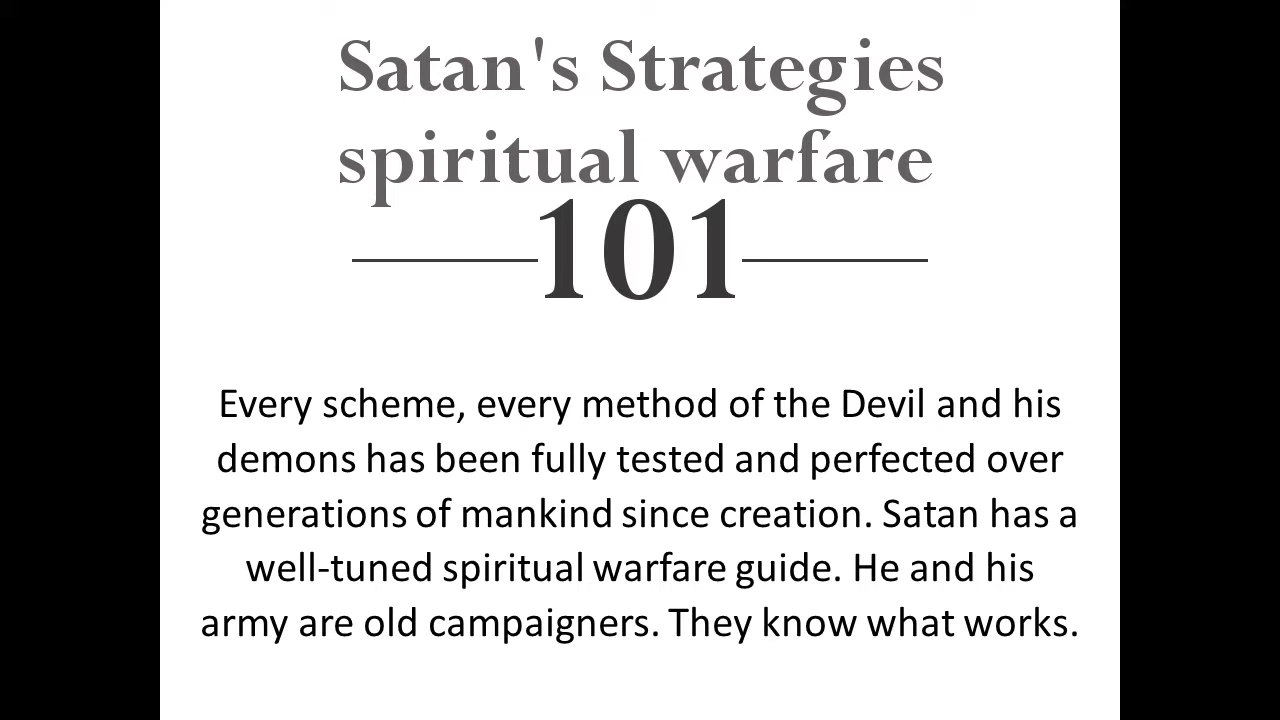 Satan's Strategies
spiritual warfare
101
Every scheme, every method of the Devil and his
demons has been fully tested and perfected over
generations of mankind since creation. Satan has a
well-tuned spiritual warfare guide. He and his
army are old campaigners. They know what works.